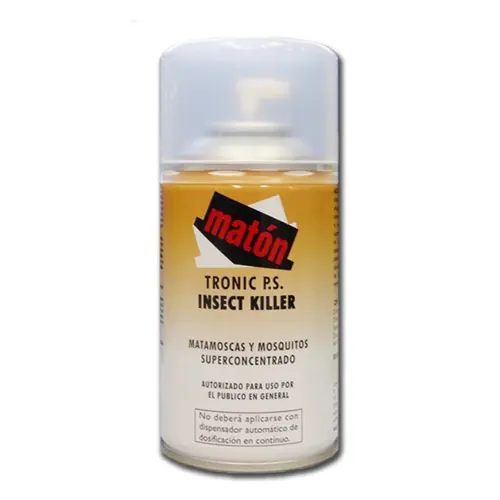 matón
TRONIC P.S.
INSECT KILLER
MATAMOSCAS Y MOSQUITOS
SUPERCONCENTRADO
AUTORIZADO PARA USO POR
EL PUBLICO EN GENERAL
No deberá aplicarse con
dispensador automático de
dosificación en contínuo.